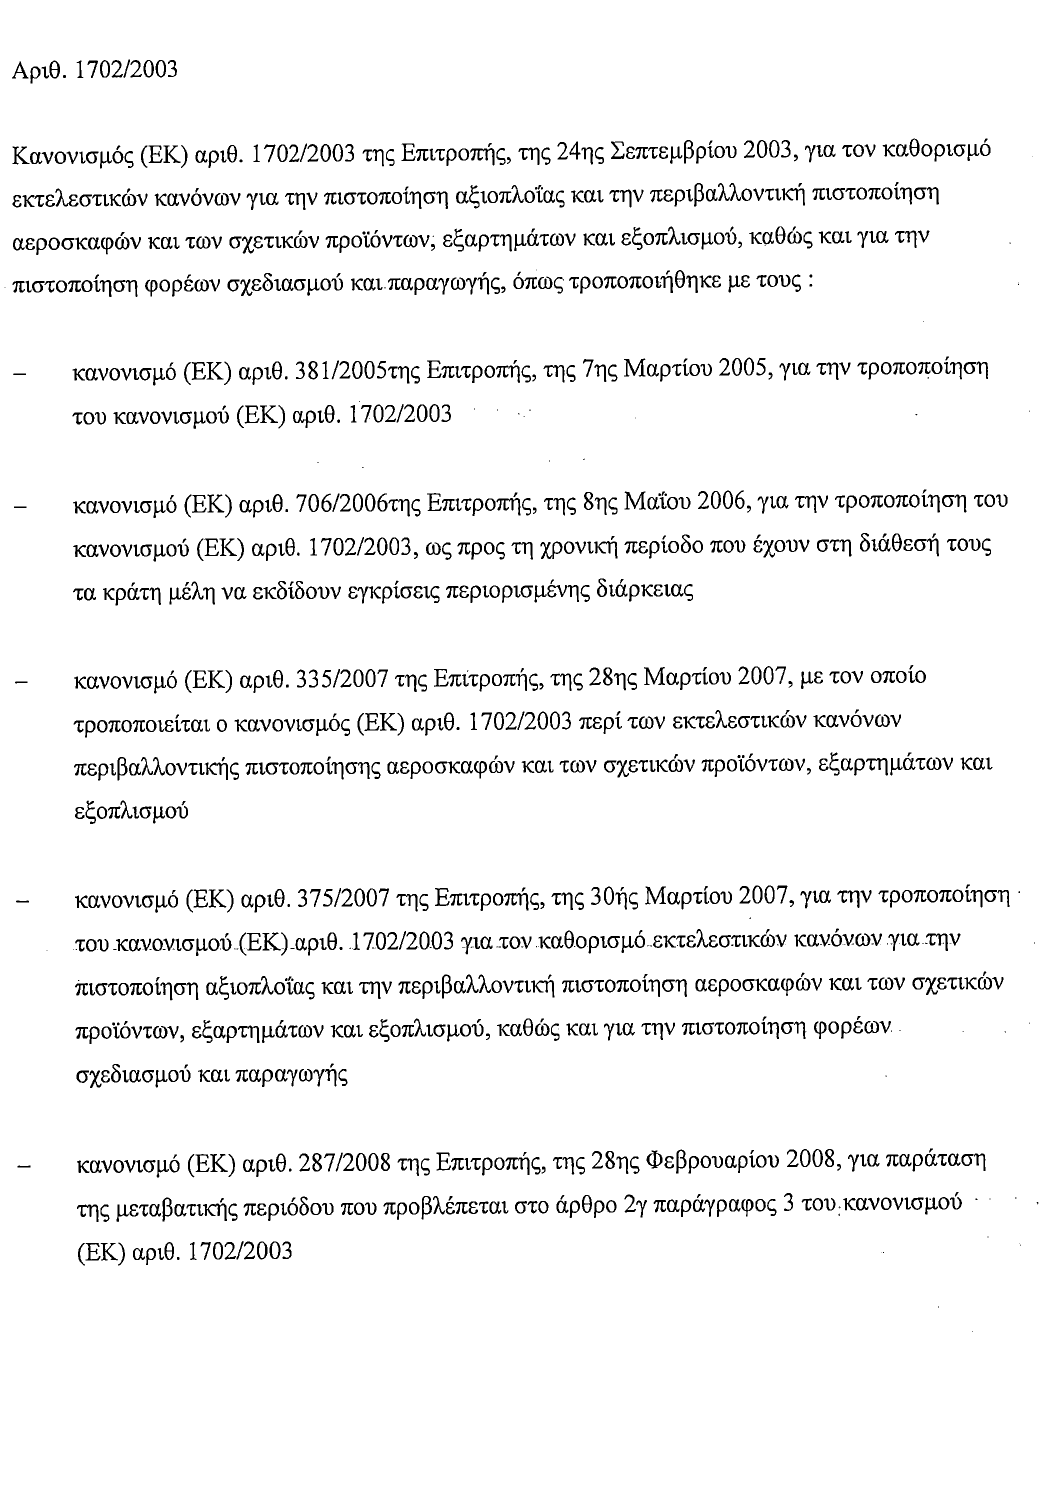 Αριθ. 1702/2003
Κανονισμός (ΕΚ) αριθ. 1702/2003 της Επιτροπής, της 24ης Σεπτεμβρίου 2003, για τον καθορισμό
εκτελεστικών κανόνων για την πιστοποίηση αξιοπλοΐας και την περιβαλλοντική πιστοποίηση
αεροσκαφών και των σχετικών προϊόντων, εξαρτημάτων και εξοπλισμού, καθώς και για την
πιστοποίηση φορέων σχεδιασμού και παραγωγής, όπως τροποποιήθηκε με τους :
– κανονισμό (ΕΚ) αριθ. 381/2005της Επιτροπής, της 7ης Μαρτίου 2005, για την τροποποίηση
του κανονισμού (ΕΚ) αριθ. 1702/2003
– κανονισμό (ΕΚ) αριθ. 706/2006της Επιτροπής, της 8ης Μαΐου 2006, για την τροποποίηση του
κανονισμού (ΕΚ) αριθ. 1702/2003, ως προς τη χρονική περίοδο που έχουν στη διάθεσή τους
τα κράτη μέλη να εκδίδουν εγκρίσεις περιορισμένης διάρκειας
– κανονισμό (ΕΚ) αριθ. 335/2007 της Επιτροπής, της 28ης Μαρτίου 2007, με τον οποίο
τροποποιείται ο κανονισμός (ΕΚ) αριθ. 1702/2003 περί των εκτελεστικών κανόνων
περιβαλλοντικής πιστοποίησης αεροσκαφών και των σχετικών προϊόντων, εξαρτημάτων και
εξοπλισμού
– κανονισμό (ΕΚ) αριθ. 375/2007 της Επιτροπής, της 30ής Μαρτίου 2007, για την τροποποίηση
του κανονισμού (ΕΚ) αριθ. 1702/2003 για τον καθορισμό εκτελεστικών κανόνων για την
πιστοποίηση αξιοπλοΐας και την περιβαλλοντική πιστοποίηση αεροσκαφών και των σχετικών
προϊόντων, εξαρτημάτων και εξοπλισμού, καθώς και για την πιστοποίηση φορέων
σχεδιασμού και παραγωγής
– κανονισμό (ΕΚ) αριθ. 287/2008 της Επιτροπής, της 28ης Φεβρουαρίου 2008, για παράταση
της μεταβατικής περιόδου που προβλέπεται στο άρθρο 2γ παράγραφος 3 του κανονισμού
(ΕΚ) αριθ. 1702/2003